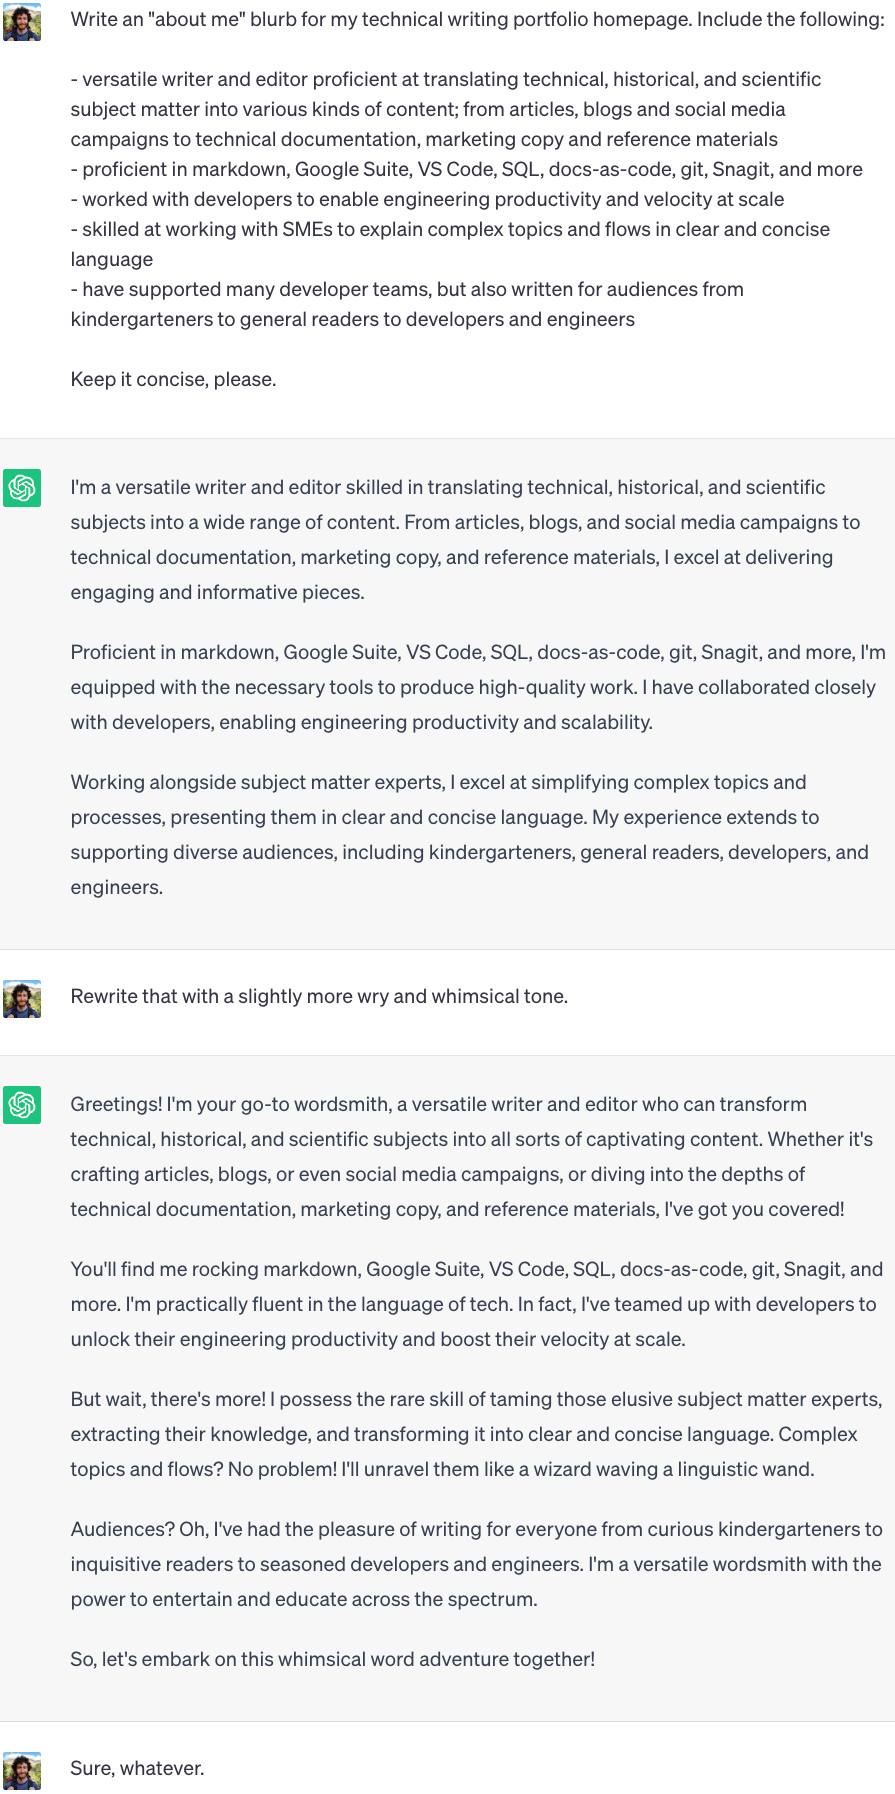 Write an "about me" blurb for my technical writing portfolio homepage. Include the following:
- versatile writer and editor proficient at translating technical, historical, and scientific
subject matter into various kinds of content; from articles, blogs and social media
campaigns to technical documentation, marketing copy and reference materials
- proficient in markdown, Google Suite, VS Code, SQL, docs-as-code, git, Snagit, and more
- worked with developers to enable engineering productivity and velocity at scale
- skilled at working with SMEs to explain complex topics and flows in clear and concise
language
- have supported many developer teams, but also written for audiences from
kindergarteners to general readers to developers and engineers
Keep it concise, please.
I'm a versatile writer and editor skilled in translating technical, historical, and scientific
subjects into a wide range of content. From articles, blogs, and social media campaigns to
technical documentation, marketing copy, and reference materials, I excel at delivering
engaging and informative pieces.
Proficient in markdown, Google Suite, VS Code, SQL, docs-as-code, git, Snagit, and more, I'm
equipped with the necessary tools to produce high-quality work. I have collaborated closely
with developers, enabling engineering productivity and scalability.
Working alongside subject matter experts, I excel at simplifying complex topics and
processes, presenting them in clear and concise language. My experience extends to
supporting diverse audiences, including kindergarteners, general readers, developers, and
engineers.
Rewrite that with a slightly more wry and whimsical tone.
Greetings! I'm your go-to wordsmith, a versatile writer and editor who can transform
technical, historical, and scientific subjects into all sorts of captivating content. Whether it's
crafting articles, blogs, or even social media campaigns, or diving into the depths of
technical documentation, marketing copy, and reference materials, I've got you covered!
You'll find me rocking markdown, Google Suite, VS Code, SQL, docs-as-code, git, Snagit, and
more. I'm practically fluent in the language of tech. In fact, I've teamed up with developers to
unlock their engineering productivity and boost their velocity at scale.
But wait, there's more! I possess the rare skill of taming those elusive subject matter experts,
extracting their knowledge, and transforming it into clear and concise language. Complex
topics and flows? No problem! I'll unravel them like a wizard waving a linguistic wand.
Audiences? Oh, I've had the pleasure of writing for everyone from curious kindergarteners to
inquisitive readers to seasoned developers and engineers. I'm a versatile wordsmith with the
power to entertain and educate across the spectrum.
So, let's embark on this whimsical word adventure together!
Sure, whatever.